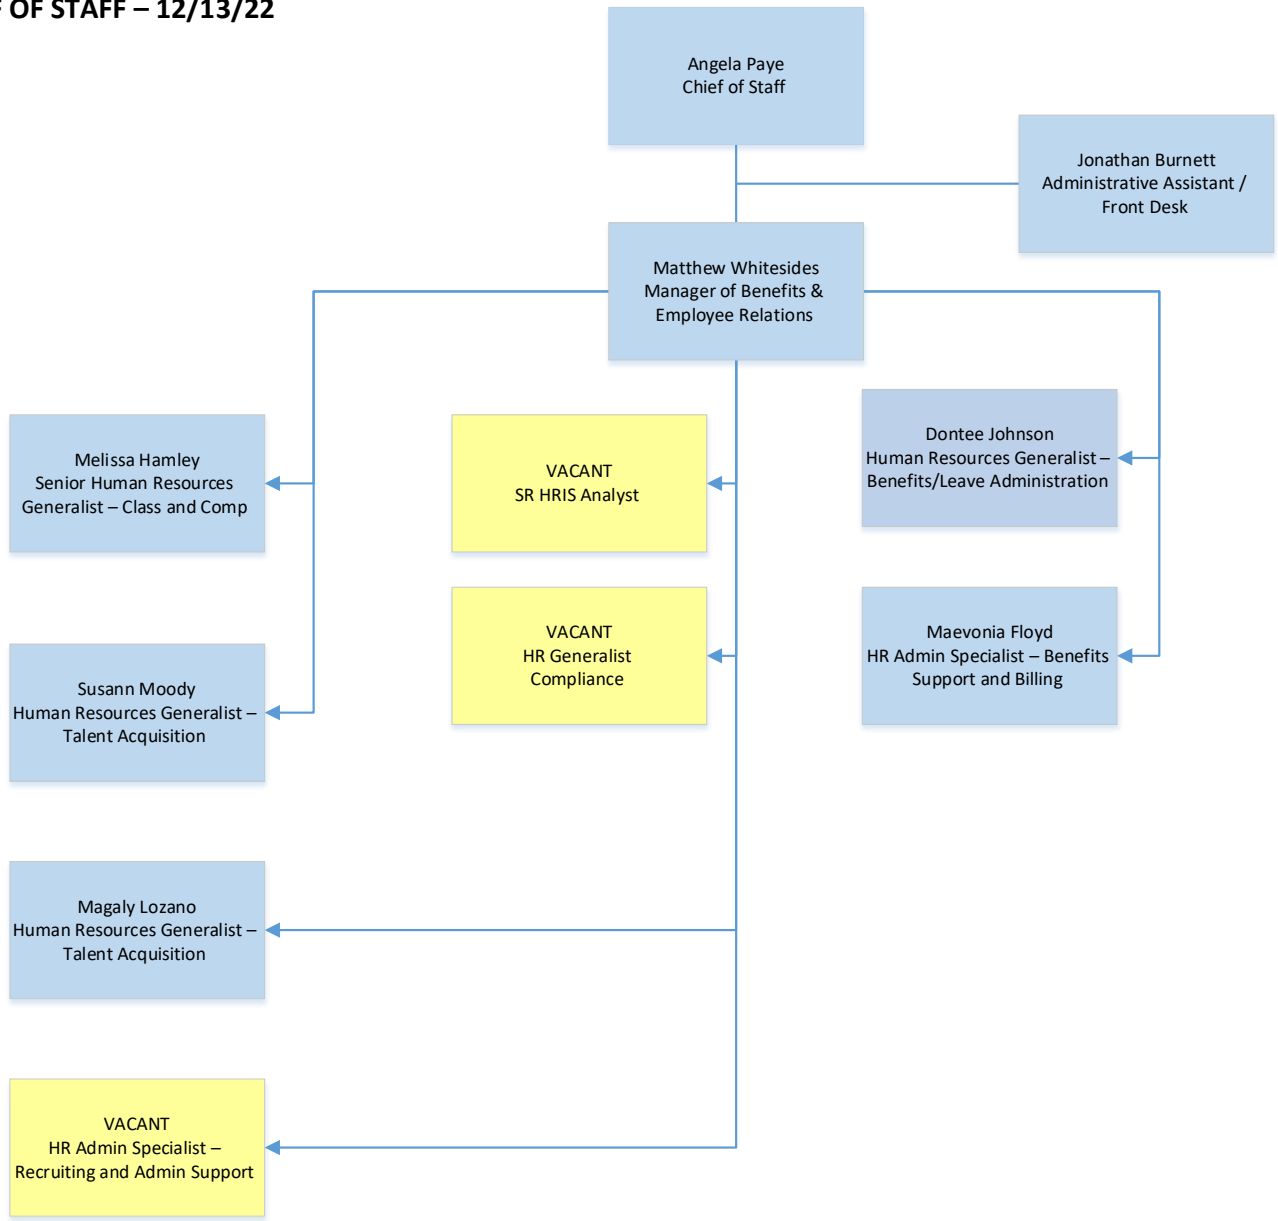 OF STAFF – 12/13/22
Angela Paye
Chief of Staff
Jonathan Burnett
Administrative Assistant /
Front Desk
Matthew Whitesides
Manager of Benefits &
Employee Relations
Melissa Hamley
Senior Human Resources
Generalist – Class and Comp
VACANT
SR HRIS Analyst
Dontee Johnson
Human Resources Generalist –
Benefits/Leave Administration
VACANT
HR Generalist
Compliance
Maevonia Floyd
HR Admin Specialist – Benefits
Support and Billing
Susann Moody
Human Resources Generalist –
Talent Acquisition
Magaly Lozano
Human Resources Generalist –
Talent Acquisition
VACANT
HR Admin Specialist –
Recruiting and Admin Support